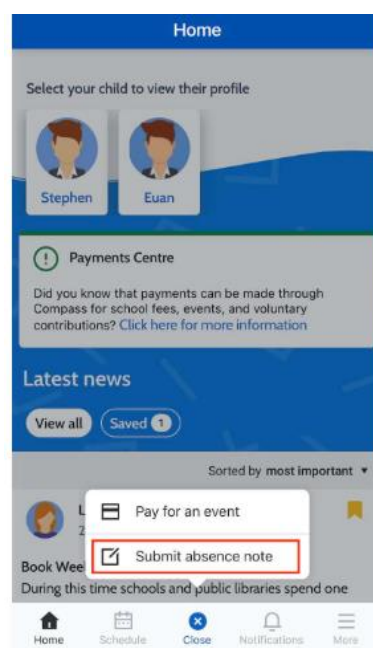 Home
Select your child to view their profile
Stephen Euan
Payments Centre
Did you know that payments can be made through
Compass for school fees, events, and voluntary
contributions? Click here for more information
Latest news
View all Saved 1
Sorted by most important
L
Pay for an event
2
Submit absence note
Book Wee
During this time schools and public libraries spend one
Home Schedule Close Notifications More